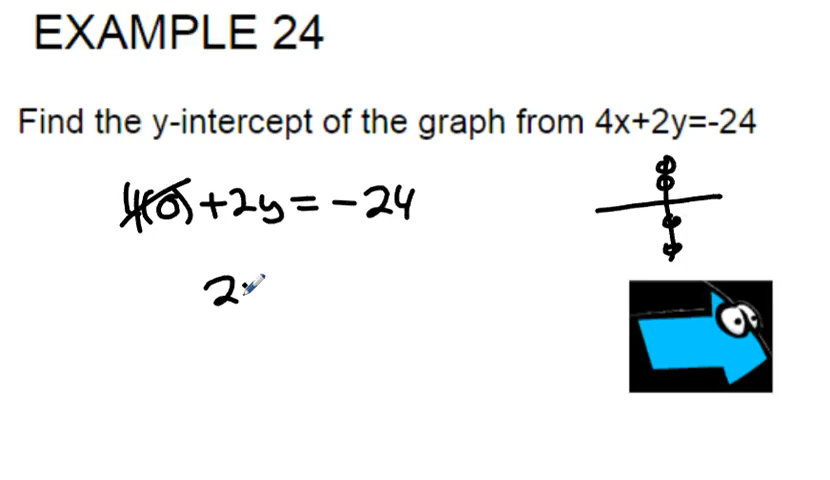 EXAMPLE 24
Find the y-intercept of the graph from 4x+2y=-24
4(0)+2y=-24
2